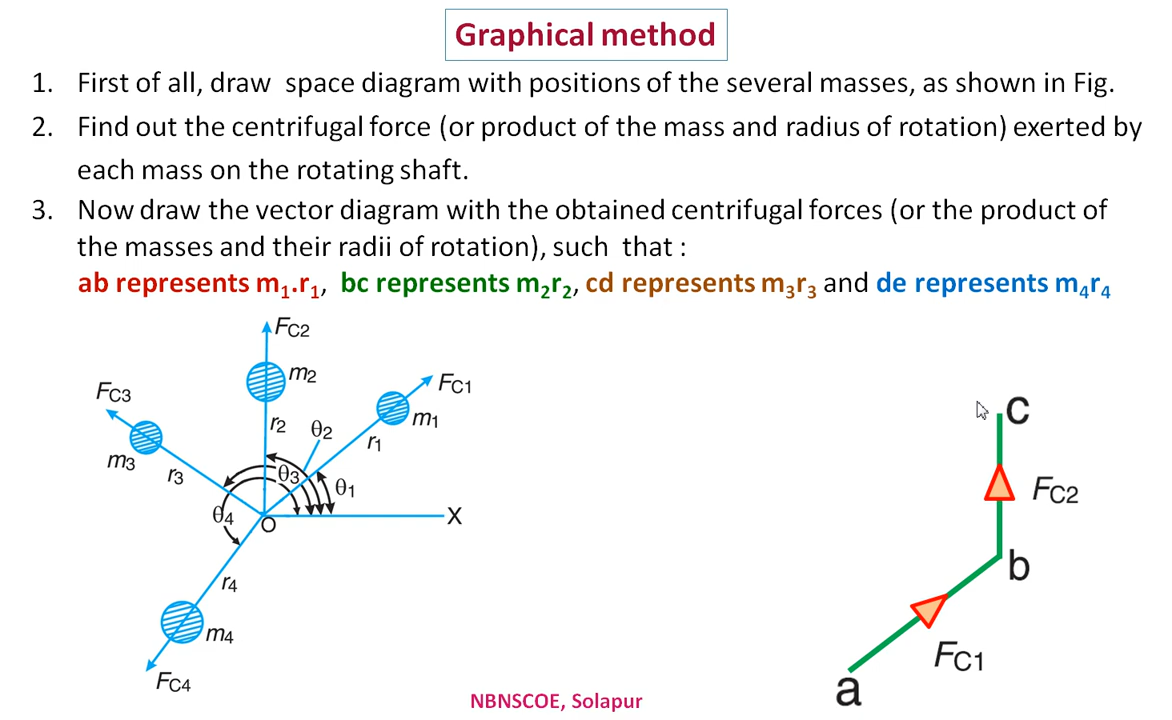 Graphical method
1. First of all, draw space diagram with positions of the several masses, as shown in Fig.
2. Find out the centrifugal force (or product of the mass and radius of rotation) exerted by
each mass on the rotating shaft.
3. Now draw the vector diagram with the obtained centrifugal forces (or the product of
the masses and their radii of rotation), such that :
ab represents m₁.r₁, bc represents m₂r₂, cd represents m₃r₃ and de represents m₄r₄
FC2
m2
FC3
FC1
m1
r2
θ2
r1
m3
r3
θ3
θ1
θ4
O
X
r4
m4
FC4
c
FC2
b
FC1
a
NBNSCOE, Solapur